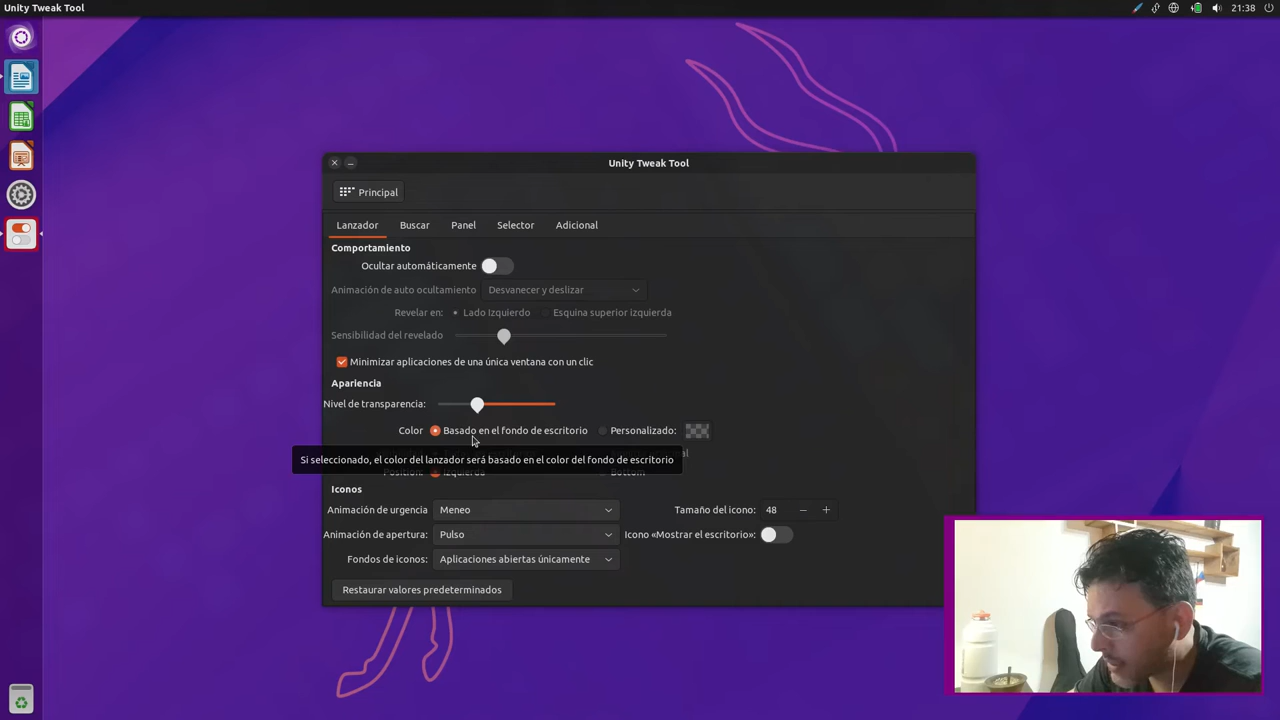 Unity Tweak Tool
21:38
Unity Tweak Tool
Principal
Lanzador Buscar Panel Selector Adicional
Comportamiento
Ocultar automáticamente
Animación de auto ocultamiento Desvanecer y deslizar
Revelar en: Lado Izquierdo Esquina superior izquierda
Sensibilidad del revelado
Minimizar aplicaciones de una única ventana con un clic
Apariencia
Nivel de transparencia:
Color Basado en el fondo de escritorio Personalizado:
Si seleccionado, el color del lanzador será basado en el color del fondo de escritorio
Posición: Izquierda Bottom
Iconos
Animación de urgencia Meneo Tamaño del icono: 48
Animación de apertura: Pulso Icono «Mostrar el escritorio»:
Fondos de iconos: Aplicaciones abiertas únicamente
Restaurar valores predeterminados